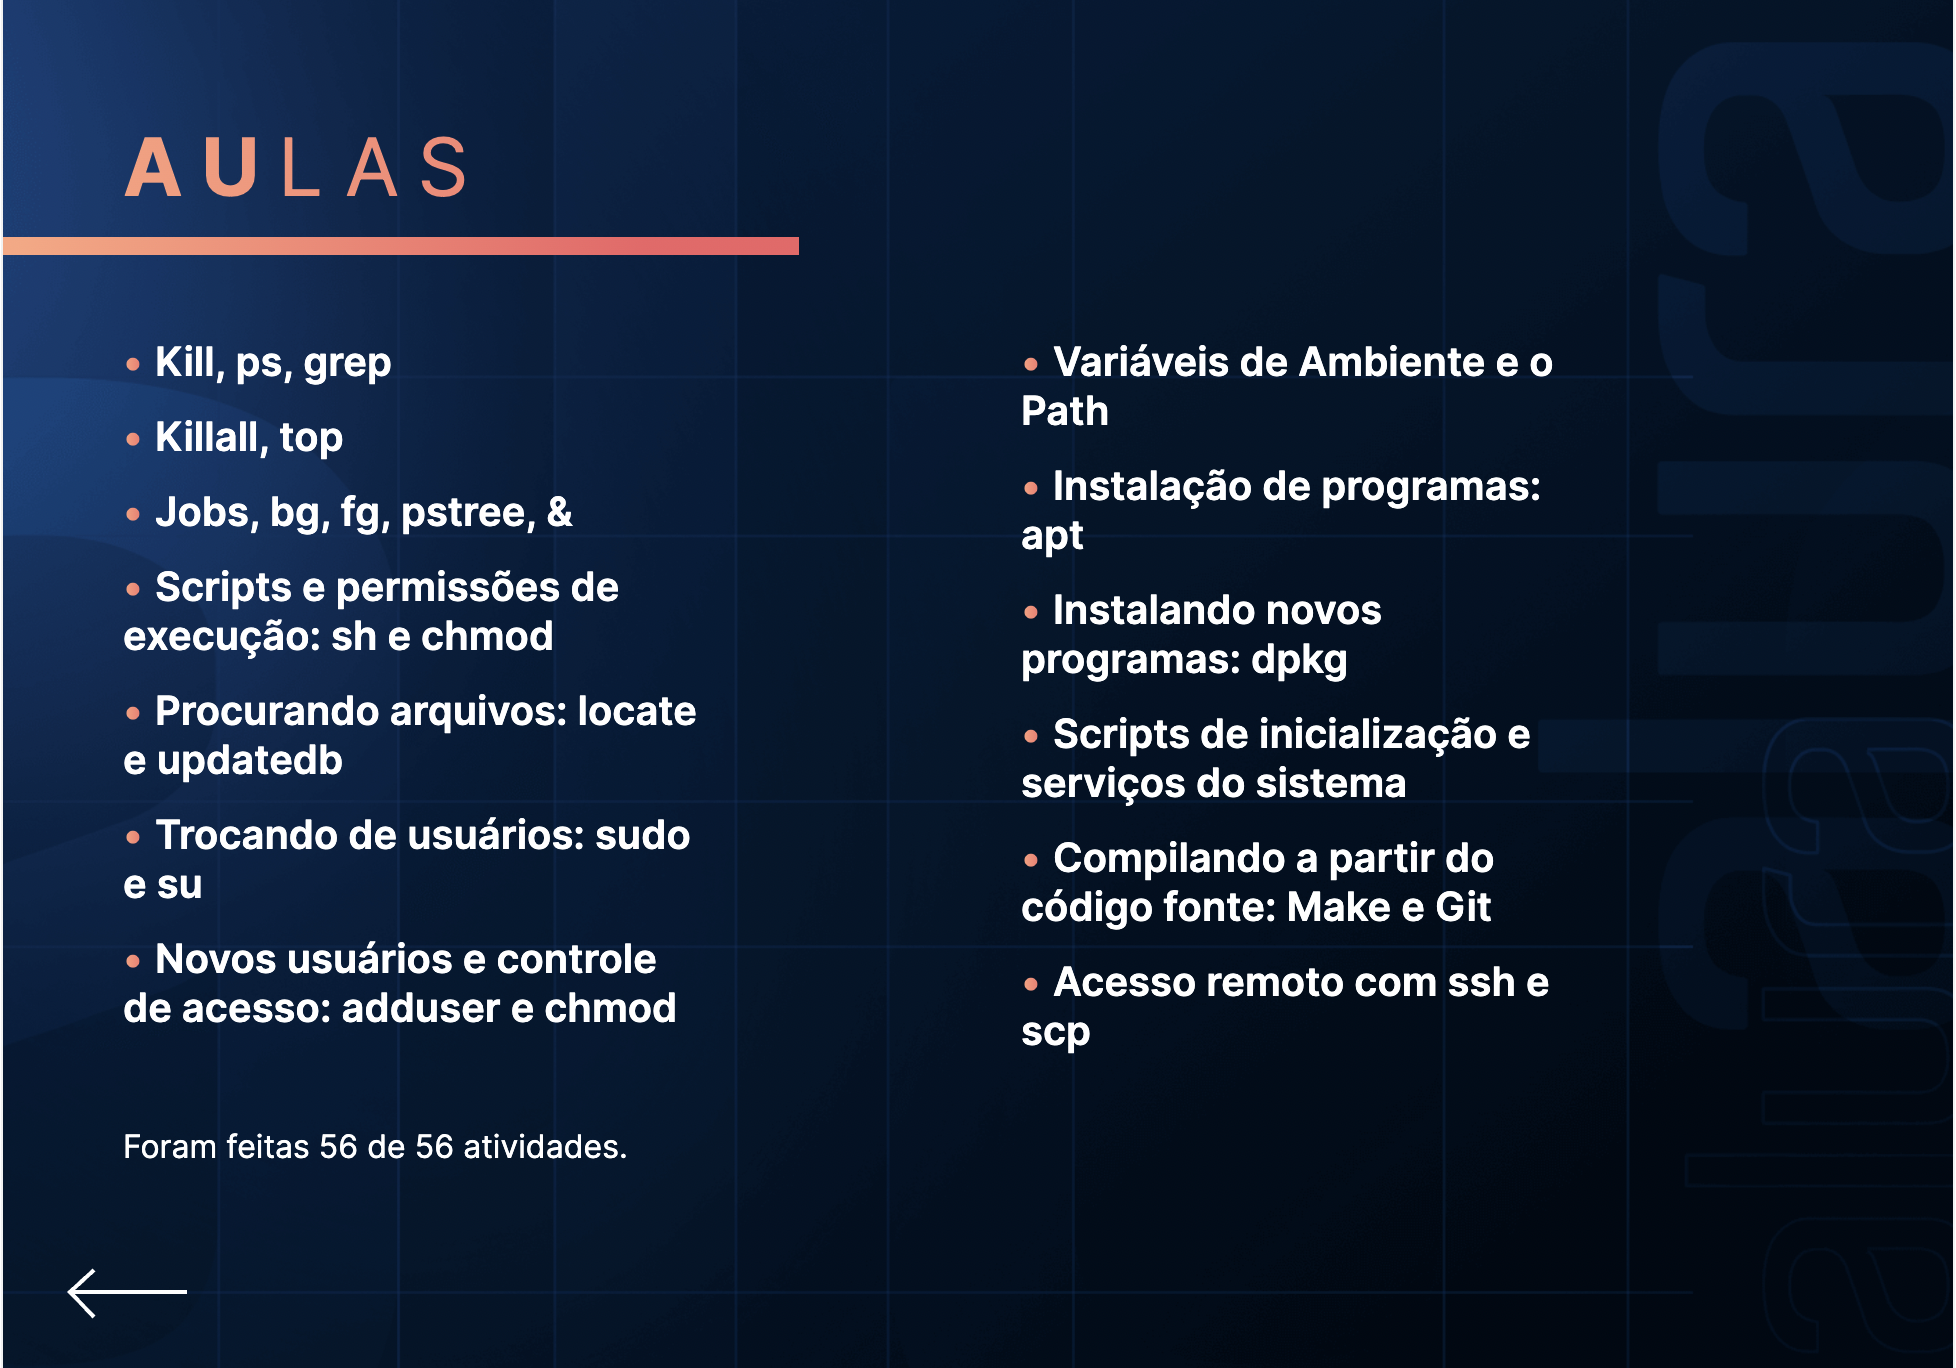 AULAS
• Kill, ps, grep
• Killall, top
• Jobs, bg, fg, pstree, &
• Scripts e permissões de
execução: sh e chmod
• Procurando arquivos: locate
e updatedb
• Trocando de usuários: sudo
e su
• Novos usuários e controle
de acesso: adduser e chmod
• Variáveis de Ambiente e o
Path
• Instalação de programas:
apt
• Instalando novos
programas: dpkg
• Scripts de inicialização e
serviços do sistema
• Compilando a partir do
código fonte: Make e Git
• Acesso remoto com ssh e
scp
Foram feitas 56 de 56 atividades.
alura
alura